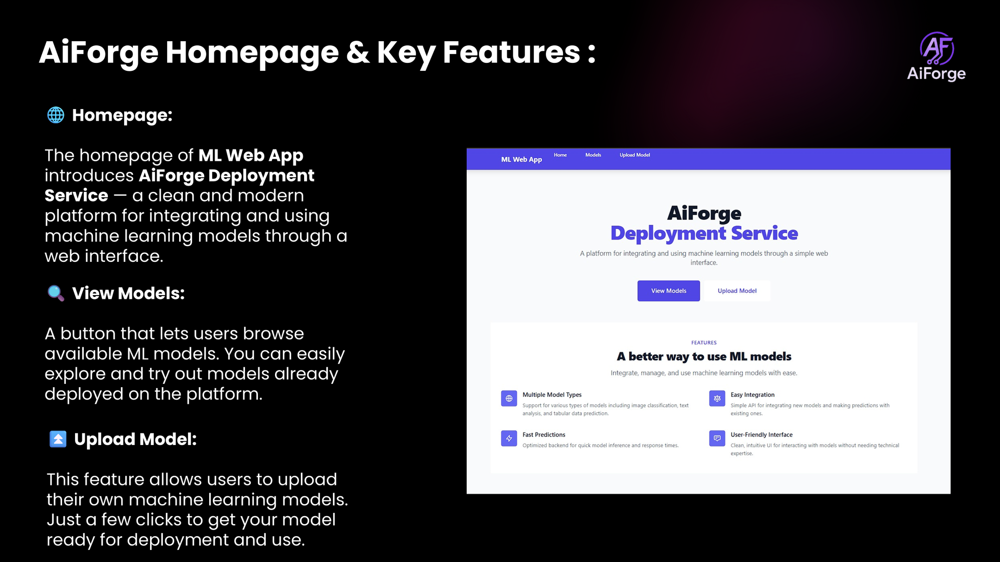 AiForge Homepage & Key Features :
AF
AiForge
Homepage:
The homepage of ML Web App
introduces AiForge Deployment
Service — a clean and modern
platform for integrating and using
machine learning models through a
web interface.
View Models:
A button that lets users browse
available ML models. You can easily
explore and try out models already
deployed on the platform.
Upload Model:
This feature allows users to upload
their own machine learning models.
Just a few clicks to get your model
ready for deployment and use.
ML Web App Home Models Upload Model
AiForge
Deployment Service
A platform for integrating and using machine learning models through a simple web
interface.
View Models Upload Model
FEATURES
A better way to use ML models
Integrate, manage, and use machine learning models with ease.
Multiple Model Types
Support for various types of models including image classification, text
analysis, and tabular data prediction.
Easy Integration
Simple API for integrating new models and making predictions with
existing ones.
Fast Predictions
Optimized backend for quick model inference and response times.
User-Friendly Interface
Clean, intuitive UI for interacting with models without needing technical
expertise.